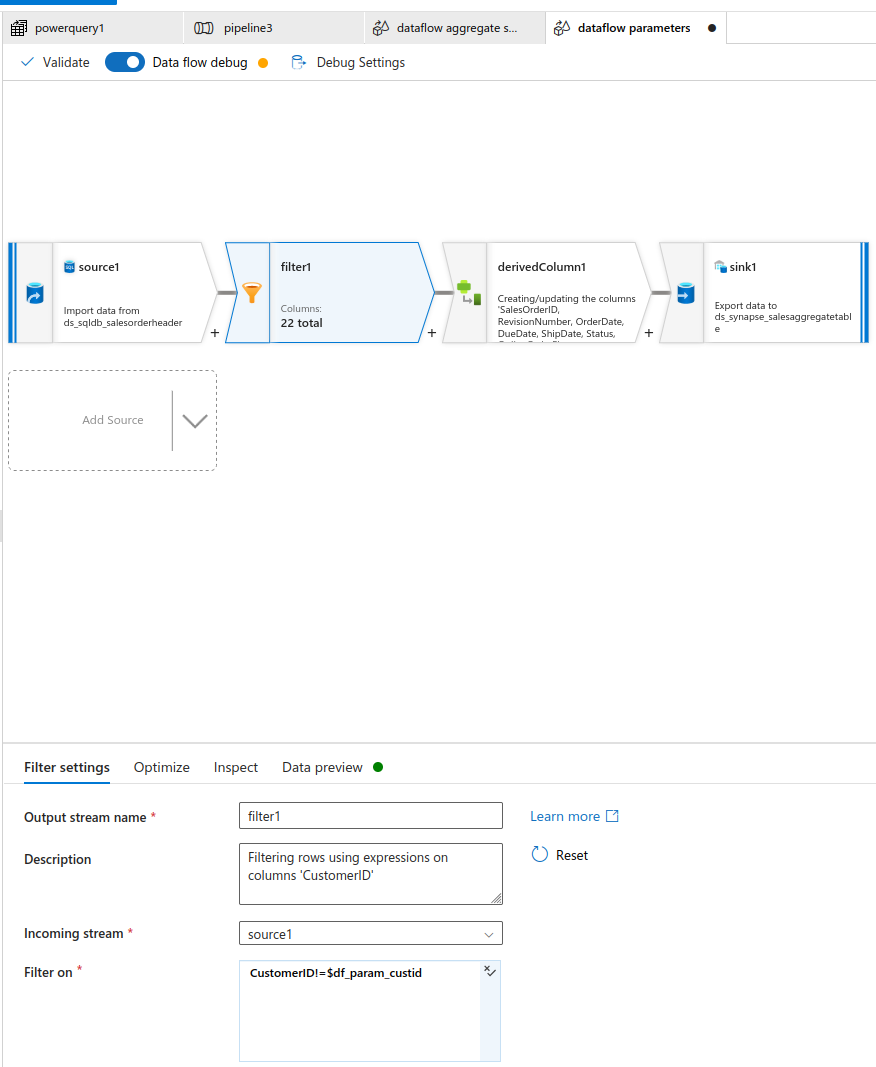 powerquery1
pipeline3
dataflow aggregate s...
dataflow parameters
Validate
Data flow debug
Debug Settings
source1
Import data from
ds_sqldb_salesorderheader
+
filter1
Columns:
22 total
+
derivedColumn1
Creating/updating the columns
'SalesOrderID,
RevisionNumber, OrderDate,
DueDate, ShipDate, Status,
+
sink1
Export data to
ds_synapse_salesaggregatetabl
e
Add Source
Filter settings
Optimize
Inspect
Data preview
Output stream name *
filter1
Learn more
Description
Filtering rows using expressions on
columns 'CustomerID'
Reset
Incoming stream *
source1
Filter on *
CustomerID!=$df_param_custid